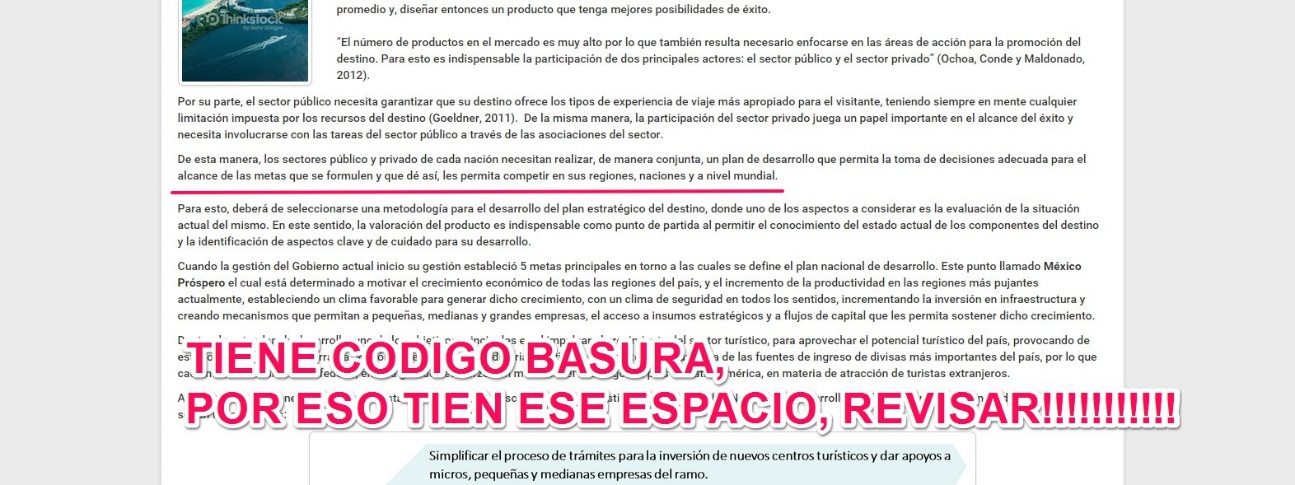 promedio y, diseñar entonces un producto que tenga mejores posibilidades de éxito.
Thinkstock
by Getty Images
“El número de productos en el mercado es muy alto por lo que también resulta necesario enfocarse en las áreas de acción para la promoción del
destino. Para esto es indispensable la participación de dos principales actores: el sector público y el sector privado” (Ochoa, Conde y Maldonado,
2012).
Por su parte, el sector público necesita garantizar que su destino ofrece los tipos de experiencia de viaje más apropiado para el visitante, teniendo siempre en mente cualquier
limitación impuesta por los recursos del destino (Goeldner, 2011). De la misma manera, la participación del sector privado juega un papel importante en el alcance del éxito y
necesita involucrarse con las tareas del sector público a través de las asociaciones del sector.
De esta manera, los sectores público y privado de cada nación necesitan realizar, de manera conjunta, un plan de desarrollo que permita la toma de decisiones adecuada para el
alcance de las metas que se formulen y que dé así, les permita competir en sus regiones, naciones y a nivel mundial.
Para esto, deberá de seleccionarse una metodología para el desarrollo del plan estratégico del destino, donde uno de los aspectos a considerar es la evaluación de la situación
actual del mismo. En este sentido, la valoración del producto es indispensable como punto de partida al permitir el conocimiento del estado actual de los componentes del destino
y la identificación de aspectos clave y de cuidado para su desarrollo.
Cuando la gestión del Gobierno actual inicio su gestión estableció 5 metas principales en torno a las cuales se define el plan nacional de desarrollo. Este punto llamado México
Próspero el cual está determinado a motivar el crecimiento económico de todas las regiones del país, y el incremento de la productividad en las regiones más pujantes
actualmente, estableciendo un clima favorable para generar dicho crecimiento, con un clima de seguridad en todos los sentidos, incrementando la inversión en infraestructura y
creando mecanismos que permitan a pequeñas, medianas y grandes empresas, el acceso a insumos estratégicos y a flujos de capital que les permita sostener dicho crecimiento.
turístico, para aprovechar el potencial turístico del país, provocando de
de las fuentes de ingreso de divisas más importantes del país, por lo que
en materia de atracción de turistas extranjeros.
TIENE CODIGO BASURA,
POR ESO TIEN ESE ESPACIO, REVISAR!!!!!!!!!!!
Simplificar el proceso de trámites para la inversión de nuevos centros turísticos y dar apoyos a
micros, pequeñas y medianas empresas del ramo.